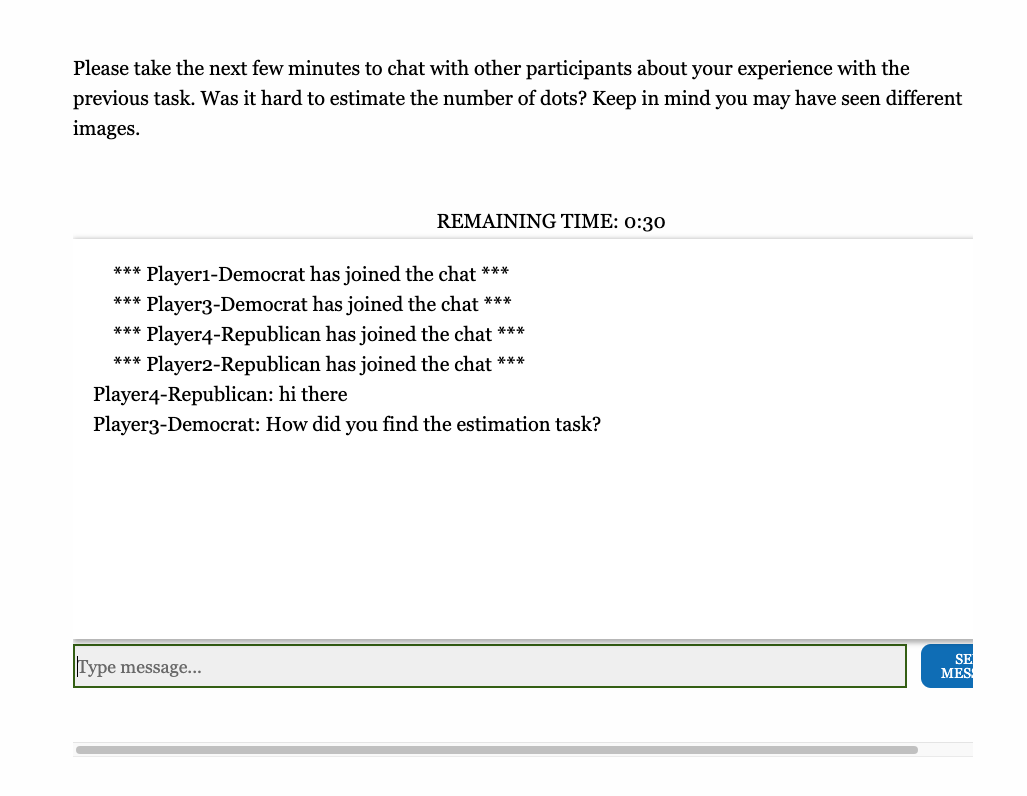 Please take the next few minutes to chat with other participants about your experience with the
previous task. Was it hard to estimate the number of dots? Keep in mind you may have seen different
images.
REMAINING TIME: 0:30
*** Player1-Democrat has joined the chat ***
*** Player3-Democrat has joined the chat ***
*** Player4-Republican has joined the chat ***
*** Player2-Republican has joined the chat ***
Player4-Republican: hi there
Player3-Democrat: How did you find the estimation task?
Type message...